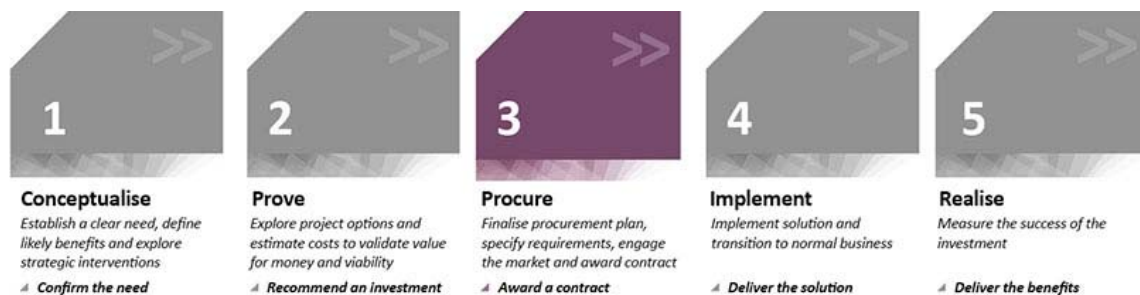 1
Conceptualise
Establish a clear need, define
likely benefits and explore
strategic interventions
Confirm the need
2
Prove
Explore project options and
estimate costs to validate value
for money and viability
Recommend an investment
3
Procure
Finalise procurement plan,
specify requirements, engage
the market and award contract
Award a contract
4
Implement
Implement solution and
transition to normal business
Deliver the solution
5
Realise
Measure the success of the
investment
Deliver the benefits